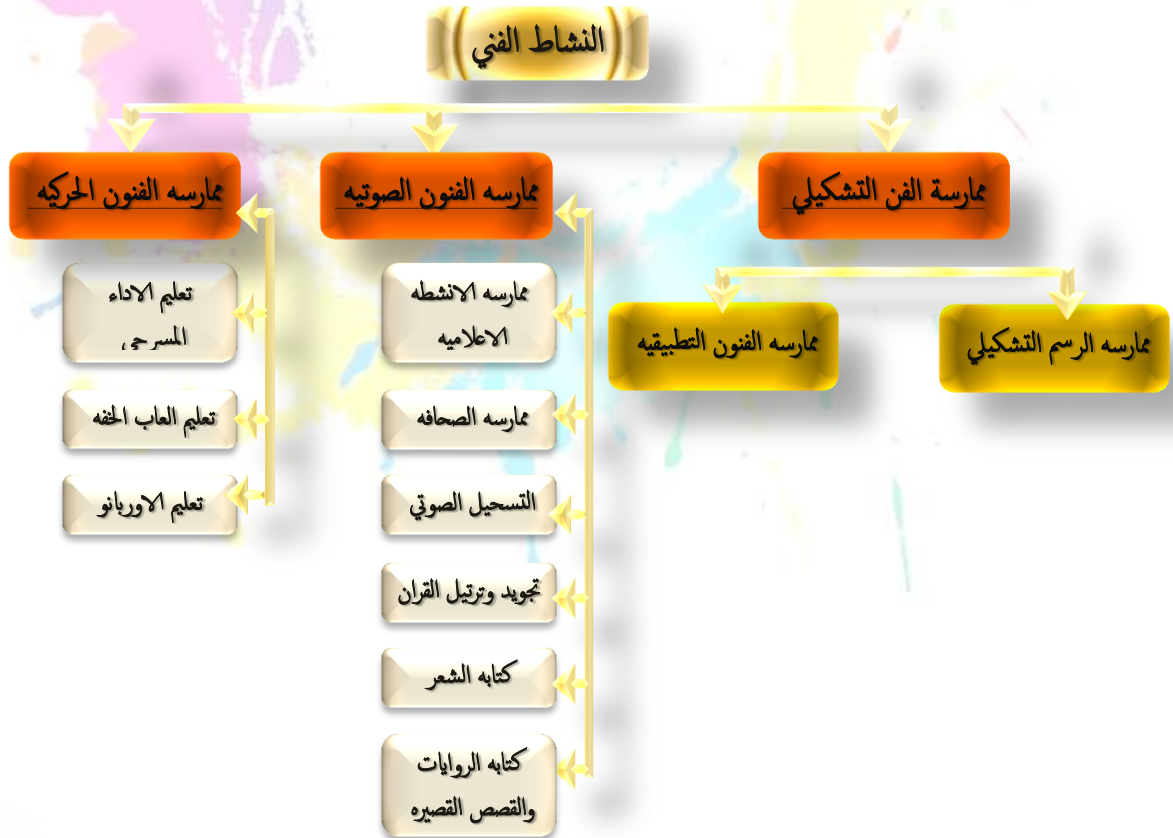 النشاط الفني
ممارسة الفن التشكيلي
ممارسه الفنون الصوتيه
ممارسه الفنون الحركيه
ممارسه الرسم التشكيلي
ممارسه الفنون التطبيقيه
ممارسه الانشطه
الاعلاميه
ممارسه الصحافه
التسحيل الصوتي
تجويد وترتيل القران
كتابه الشعر
كتابه الروايات
والقصص القصيره
تعليم الاداء
المسرحي
تعليم العاب الخفه
تعليم الاوربانو